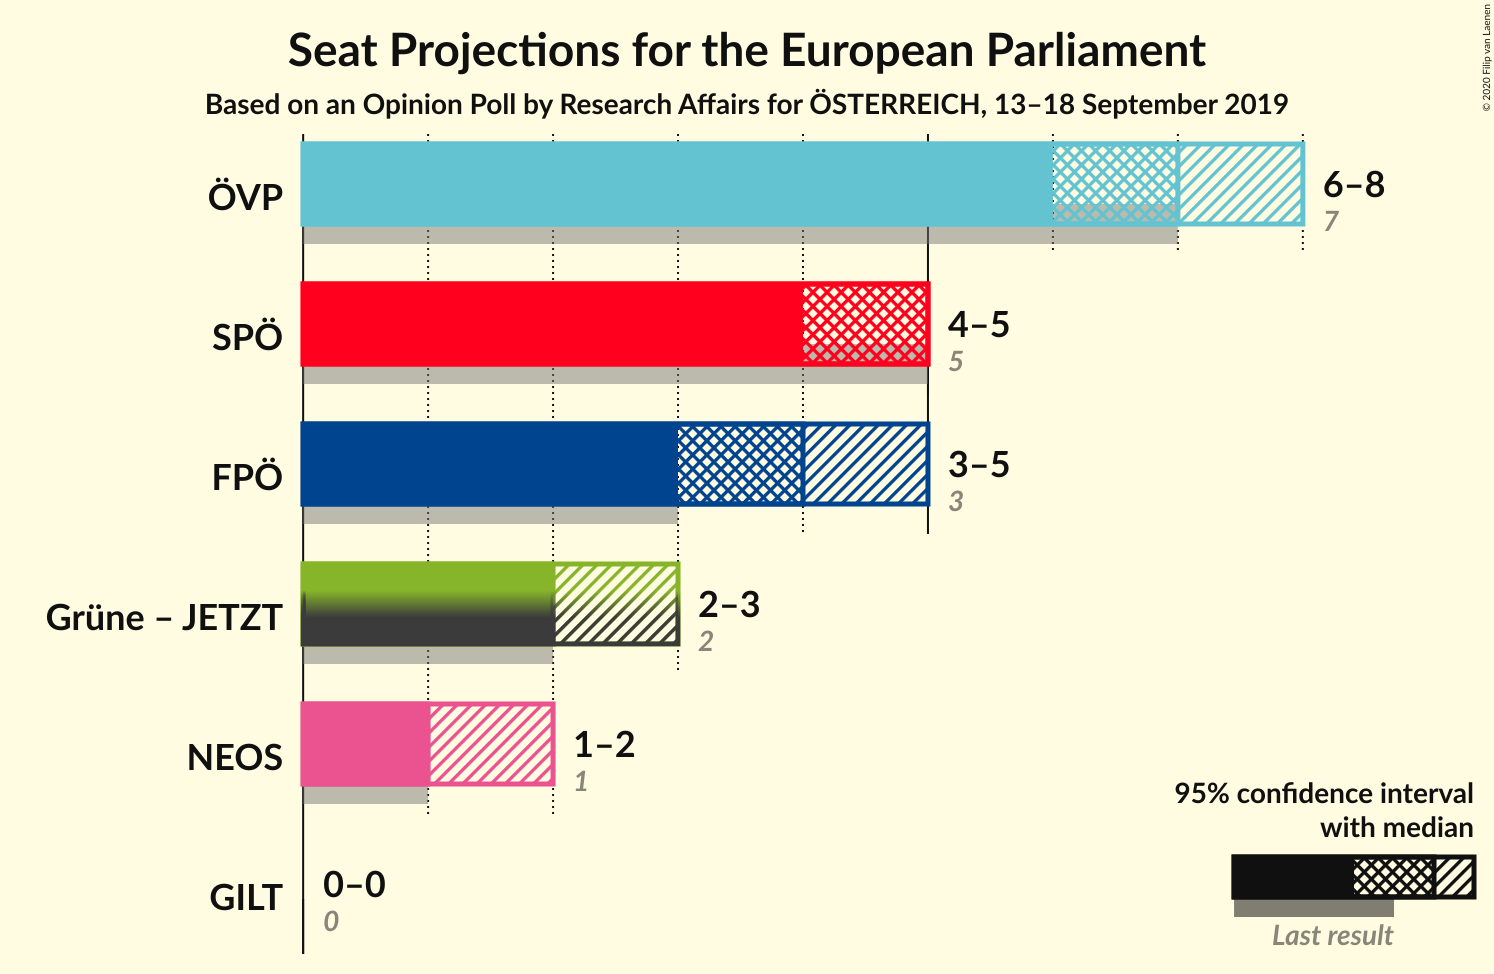 Seat Projections for the European Parliament
Based on an Opinion Poll by Research Affairs for ÖSTERREICH, 13–18 September 2019
© 2020 Filip van Laenen
ÖVP
6–8
7
SPÖ
4–5
5
FPÖ
3–5
3
Grüne – JETZT
2–3
2
NEOS
1–2
1
GILT
0–0
0
95% confidence interval
with median
Last result